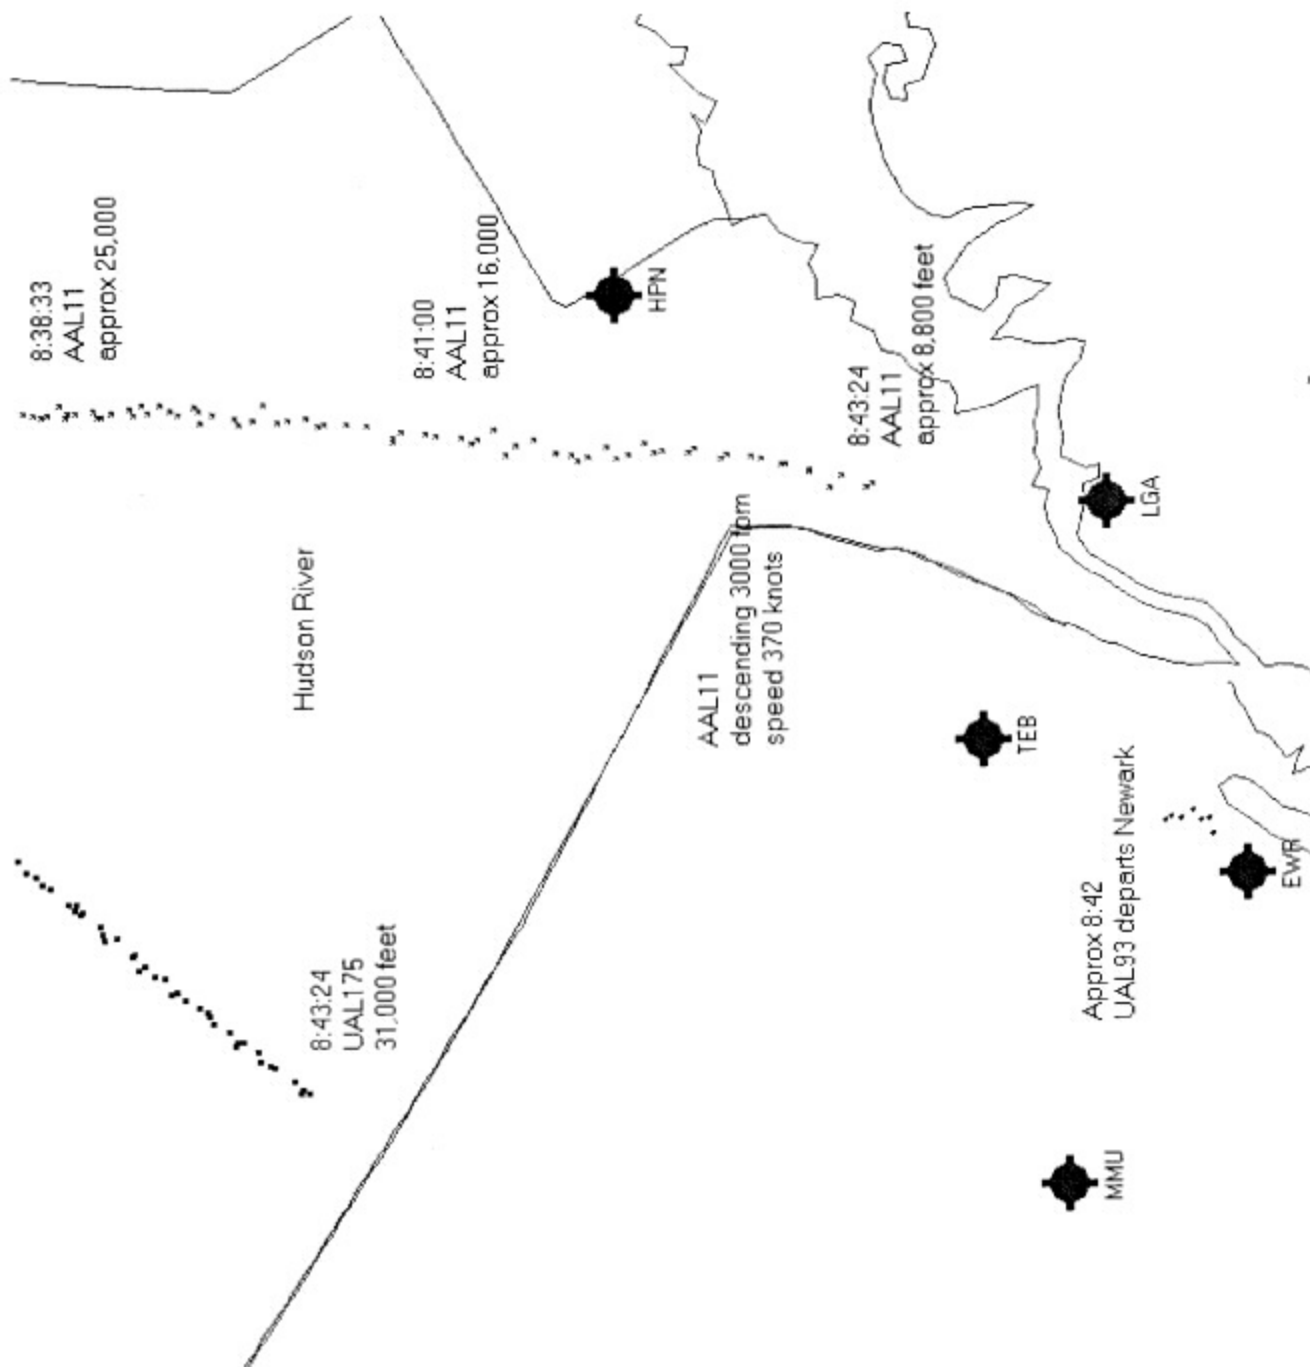 8:38:33
AAL11
approx 25,000
8:41:00
AAL11
approx 16,000
HPN
8:43:24
AAL11
approx 8,800 feet
LGA
Hudson River
AAL11
descending 3000 fpm
speed 370 knots
TEB
8:43:24
UAL175
31,000 feet
Approx 8:42
UAL93 departs Newark
EWR
MMU